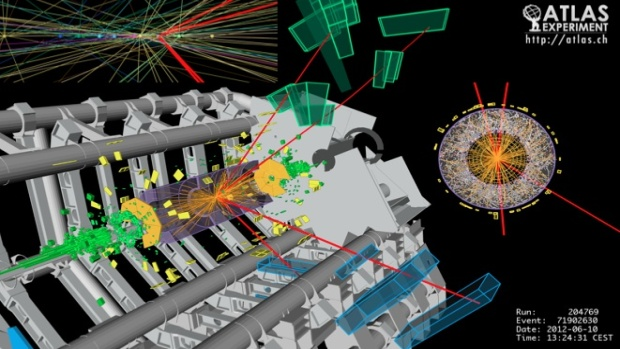 ATLAS
EXPERIMENT
http://atlas.ch
Run: 204769
Event: 71902630
Date: 2012-06-10
Time: 13:24:31 CEST